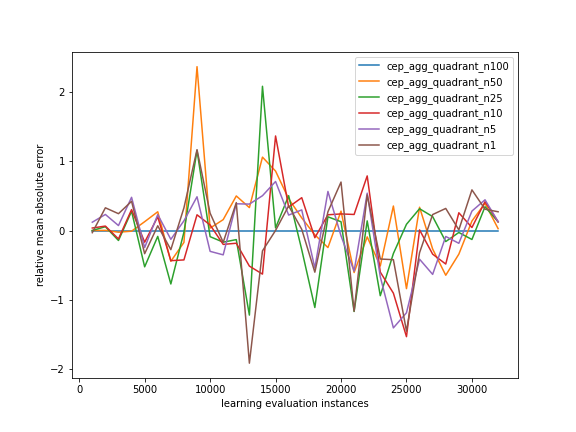 cep_agg_quadrant_n100
cep_agg_quadrant_n50
cep_agg_quadrant_n25
cep_agg_quadrant_n10
cep_agg_quadrant_n5
cep_agg_quadrant_n1
relative mean absolute error
2
1
0
−1
−2
0 5000 10000 15000 20000 25000 30000
learning evaluation instances